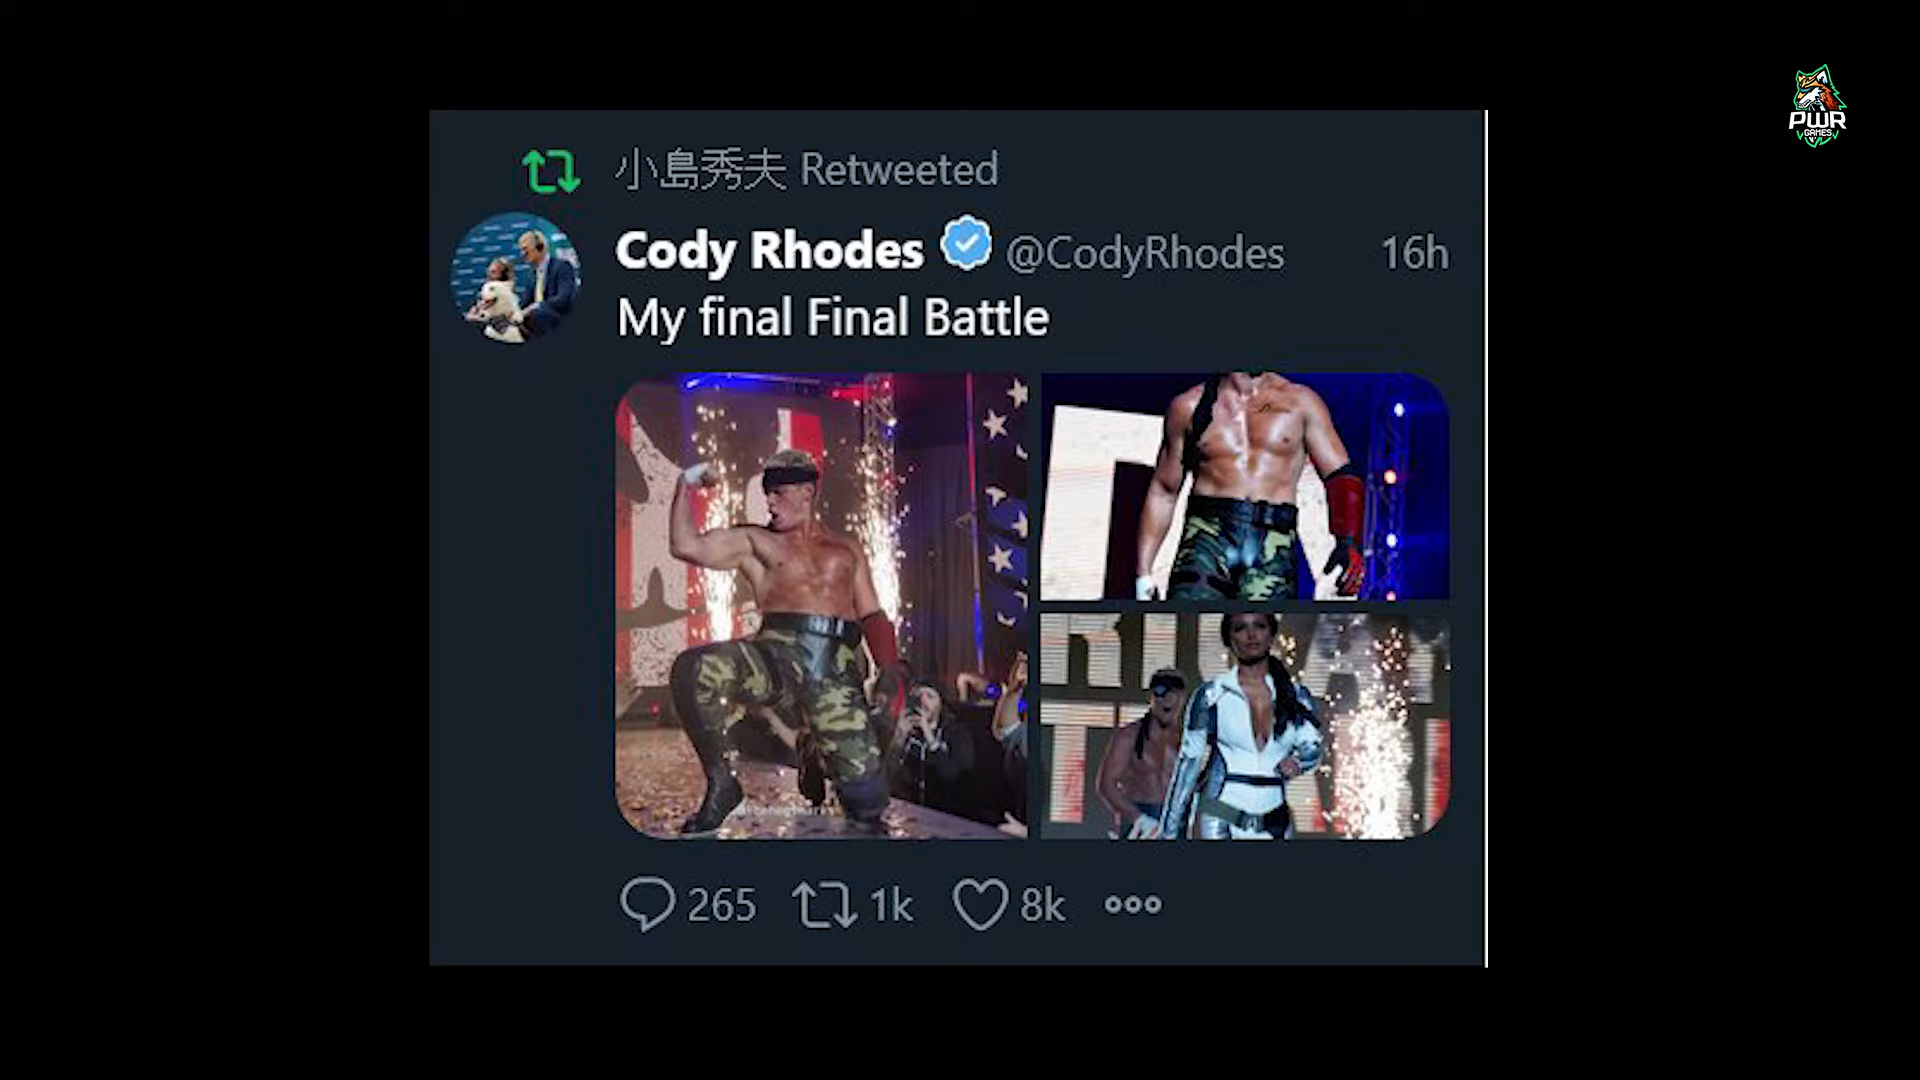 PWR
GAMES
小島秀夫 Retweeted
Cody Rhodes @CodyRhodes 16h
My final Final Battle
265 1k 8k